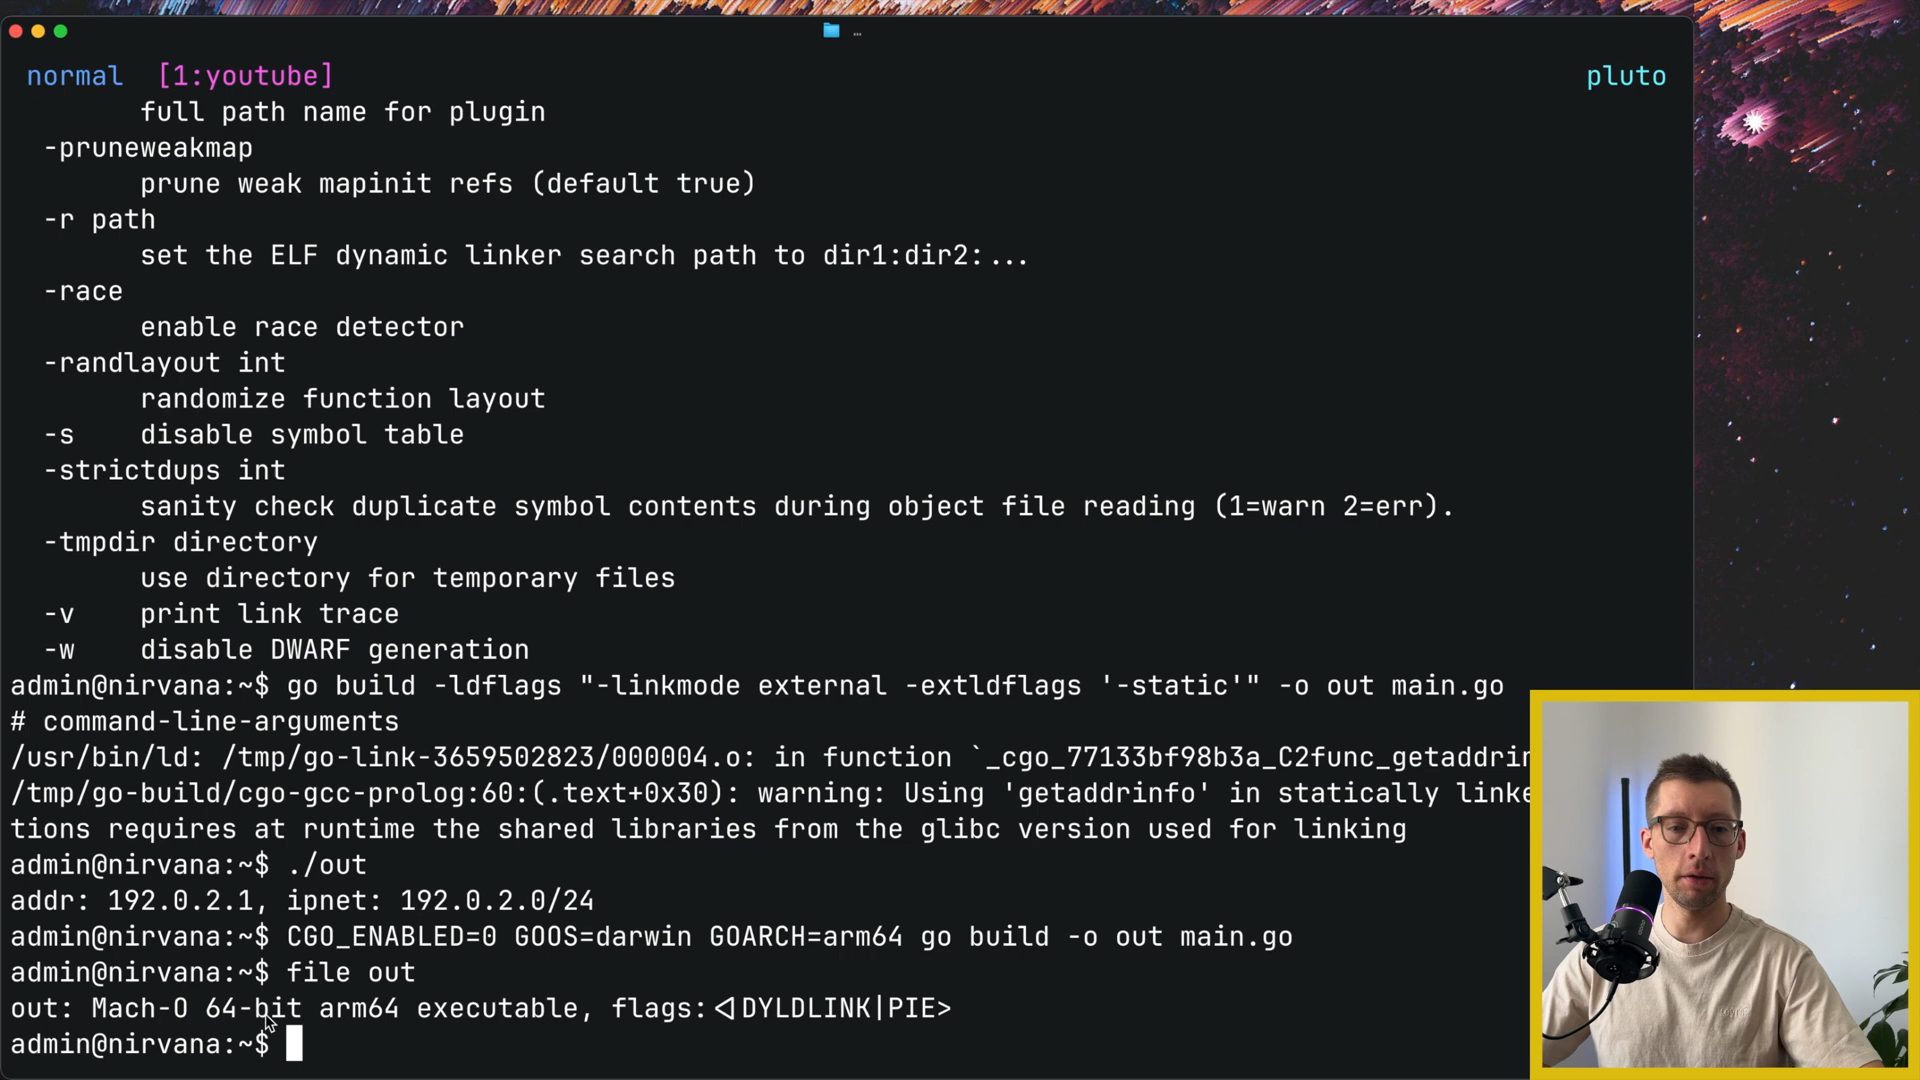 …
normal [1:youtube] pluto
full path name for plugin
-pruneweakmap
prune weak mapinit refs (default true)
-r path
set the ELF dynamic linker search path to dir1:dir2:...
-race
enable race detector
-randlayout int
randomize function layout
-s disable symbol table
-strictdups int
sanity check duplicate symbol contents during object file reading (1=warn 2=err).
-tmpdir directory
use directory for temporary files
-v print link trace
-w disable DWARF generation
admin@nirvana:~$ go build -ldflags "-linkmode external -extldflags '-static'" -o out main.go
# command-line-arguments
/usr/bin/ld: /tmp/go-link-3659502823/000004.o: in function `_cgo_77133bf98b3a_C2func_getaddrin
/tmp/go-build/cgo-gcc-prolog:60:(.text+0x30): warning: Using 'getaddrinfo' in statically linke
tions requires at runtime the shared libraries from the glibc version used for linking
admin@nirvana:~$ ./out
addr: 192.0.2.1, ipnet: 192.0.2.0/24
admin@nirvana:~$ CGO_ENABLED=0 GOOS=darwin GOARCH=arm64 go build -o out main.go
admin@nirvana:~$ file out
out: Mach-O 64-bit arm64 executable, flags:<|DYLDLINK|PIE>
admin@nirvana:~$